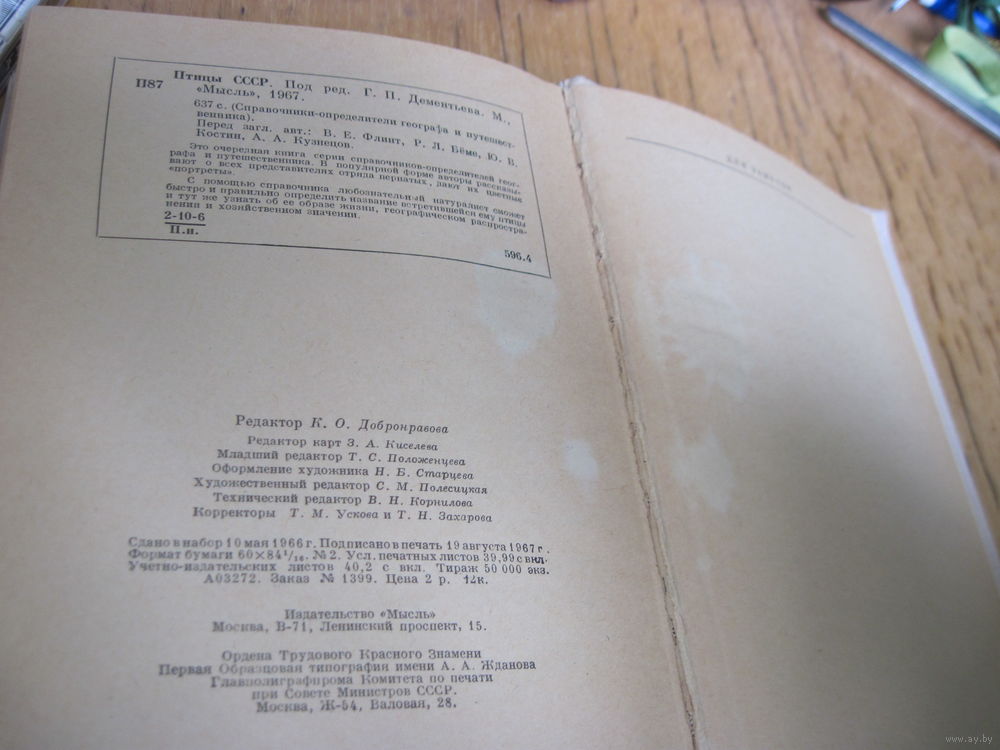 П87
Птицы СССР. Под ред. Г. П. Дементьева. М.,
«Мысль», 1967.
637 с. (Справочники-определители географа и путешест-
венника).
Перед загл. авт.: В. Е. Флинт, Р. Л. Бёме, Ю. В.
Костин, А. А. Кузнецов.
Это очередная книга серии справочников-определителей геог-
рафа и путешественника. В популярной форме авторы рассказы-
вают о всех представителях отряда пернатых, дают их цветные
«портреты».
С помощью справочника любознательный натуралист сможет
быстро и правильно определить название встретившейся ему птицы
и тут же узнать об ее образе жизни, географическом распростра-
нении и хозяйственном значении.
2-10-6
П.и.
596.4
Редактор К. О. Добронравова
Редактор карт З. А. Киселева
Младший редактор Т. С. Положенцева
Оформление художника Н. Б. Старцева
Художественный редактор С. М. Полесицкая
Технический редактор В. Н. Корнилова
Корректоры Т. М. Ускова и Т. Н. Захарова
Сдано в набор 10 мая 1966 г. Подписано в печать 19 августа 1967 г.
Формат бумаги 60×84¹/₁₆. № 2. Усл. печатных листов 39,99 с вкл.
Учетно-издательских листов 40,2 с вкл. Тираж 50 000 экз.
А03272. Заказ № 1399. Цена 2 р. 12к.
Издательство «Мысль»
Москва, В-71, Ленинский проспект, 15.
Ордена Трудового Красного Знамени
Первая Образцовая типография имени А. А. Жданова
Главполиграфпрома Комитета по печати
при Совете Министров СССР.
Москва, Ж-54, Валовая, 28.
www.ay.by